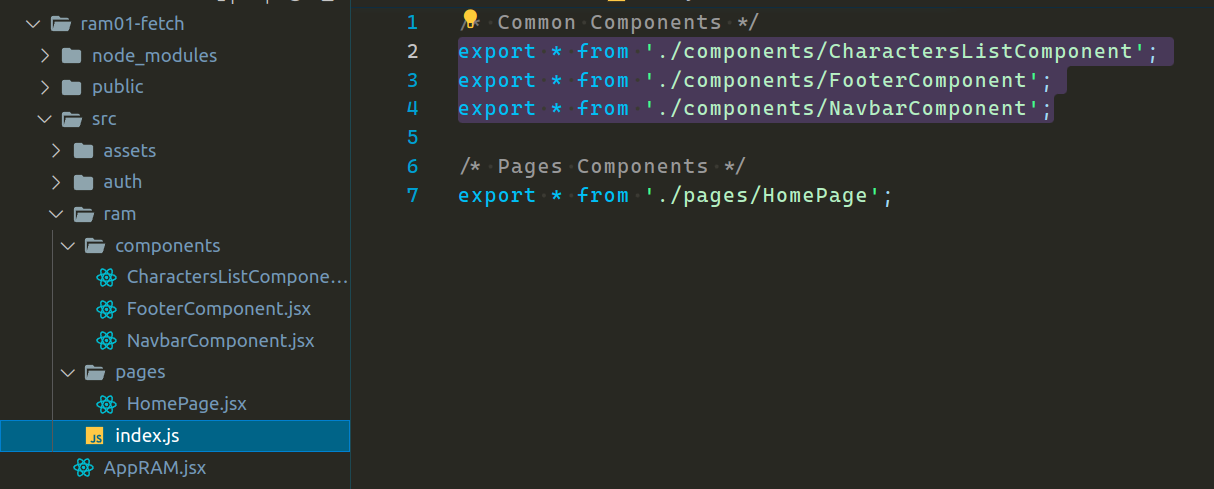 ram01-fetch
node_modules
public
src
assets
auth
ram
components
CharactersListCompone...
FooterComponent.jsx
NavbarComponent.jsx
pages
HomePage.jsx
JS index.js
AppRAM.jsx
1 /* Common Components */
2 export * from './components/CharactersListComponent';
3 export * from './components/FooterComponent';
4 export * from './components/NavbarComponent';
5
6 /* Pages Components */
7 export * from './pages/HomePage';